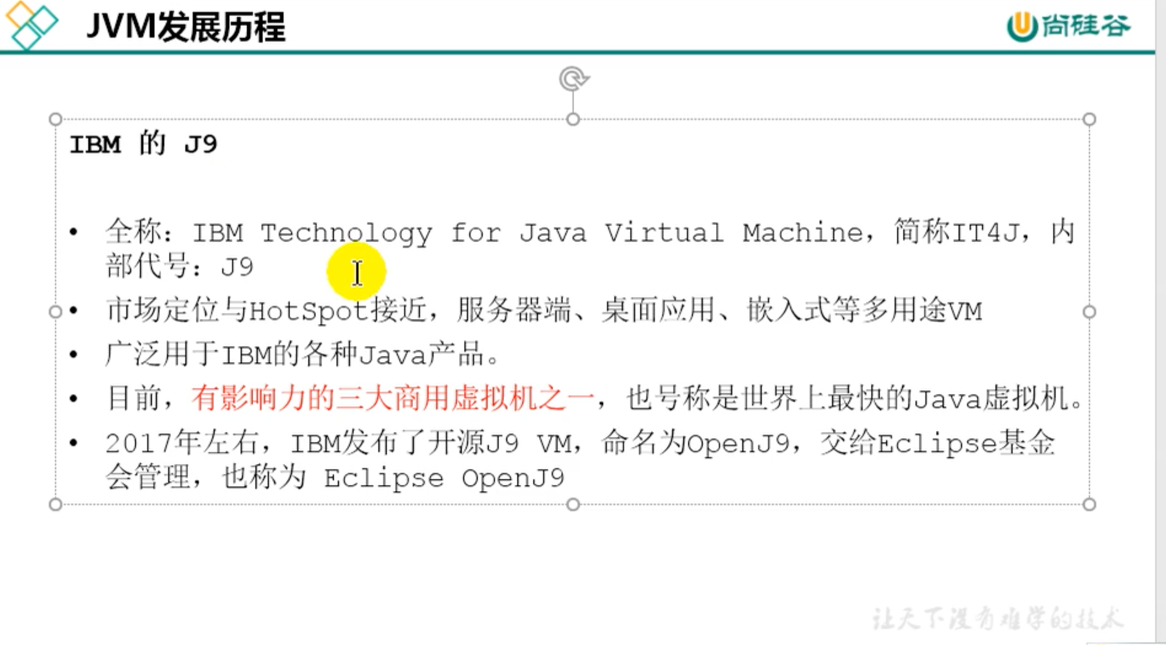 JVM发展历程
尚硅谷
IBM 的 J9
• 全称：IBM Technology for Java Virtual Machine，简称IT4J，内
部代号：J9
• 市场定位与HotSpot接近，服务器端、桌面应用、嵌入式等多用途VM
• 广泛用于IBM的各种Java产品。
• 目前，有影响力的三大商用虚拟机之一，也号称是世界上最快的Java虚拟机。
• 2017年左右，IBM发布了开源J9 VM，命名为OpenJ9，交给Eclipse基金
会管理，也称为 Eclipse OpenJ9
让天下没有难学的技术